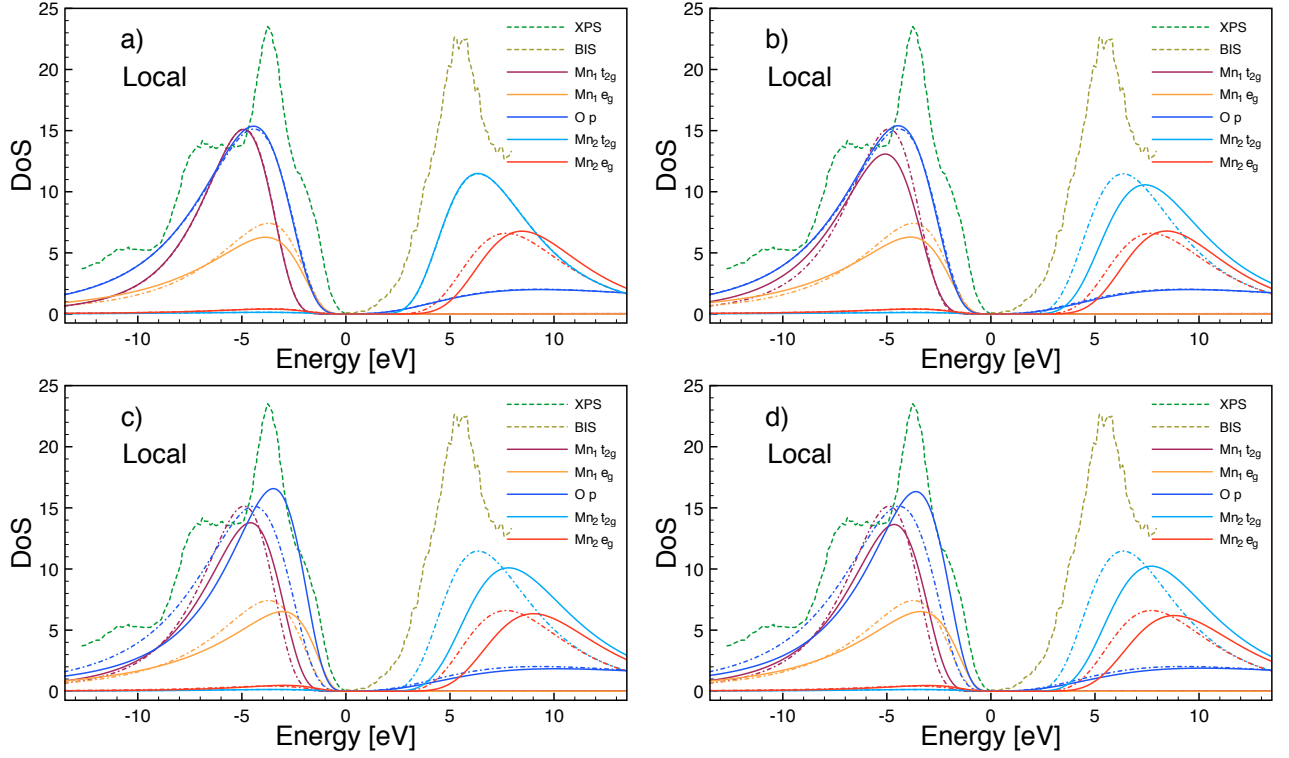 a)
Local
DoS
25
20
15
10
5
0
-10
-5
0
5
10
Energy [eV]
XPS
BIS
Mn1 t2g
Mn1 eg
O p
Mn2 t2g
Mn2 eg
b)
Local
DoS
25
20
15
10
5
0
-10
-5
0
5
10
Energy [eV]
XPS
BIS
Mn1 t2g
Mn1 eg
O p
Mn2 t2g
Mn2 eg
c)
Local
DoS
25
20
15
10
5
0
-10
-5
0
5
10
Energy [eV]
XPS
BIS
Mn1 t2g
Mn1 eg
O p
Mn2 t2g
Mn2 eg
d)
Local
DoS
25
20
15
10
5
0
-10
-5
0
5
10
Energy [eV]
XPS
BIS
Mn1 t2g
Mn1 eg
O p
Mn2 t2g
Mn2 eg